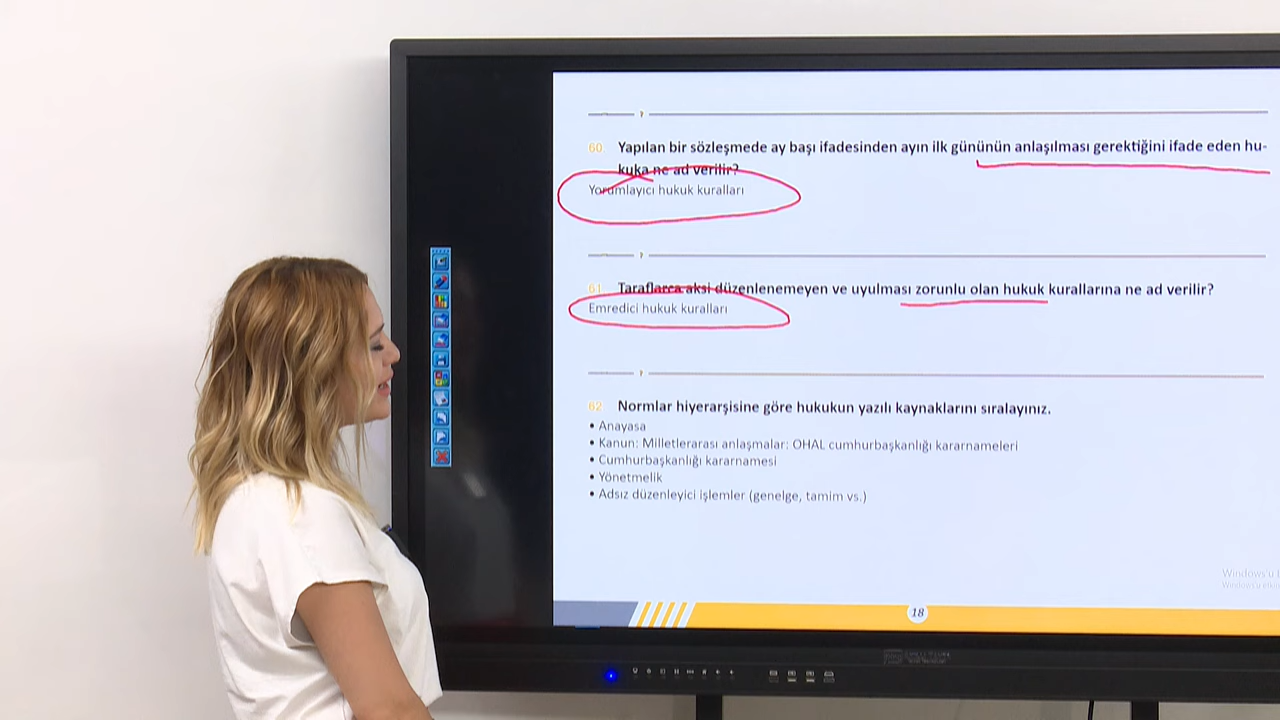 60 Yapılan bir sözleşmede ay başı ifadesinden ayın ilk gününün anlaşılması gerektiğini ifade eden hu-
kuka ne ad verilir?
Yorumlayıcı hukuk kuralları
61 Taraflarca aksi düzenlenemeyen ve uyulması zorunlu olan hukuk kurallarına ne ad verilir?
Emredici hukuk kuralları
62 Normlar hiyerarşisine göre hukukun yazılı kaynaklarını sıralayınız.
• Anayasa
• Kanun: Milletlerarası anlaşmalar: OHAL cumhurbaşkanlığı kararnameleri
• Cumhurbaşkanlığı kararnamesi
• Yönetmelik
• Adsız düzenleyici işlemler (genelge, tamim vs.)
Windows'u
18